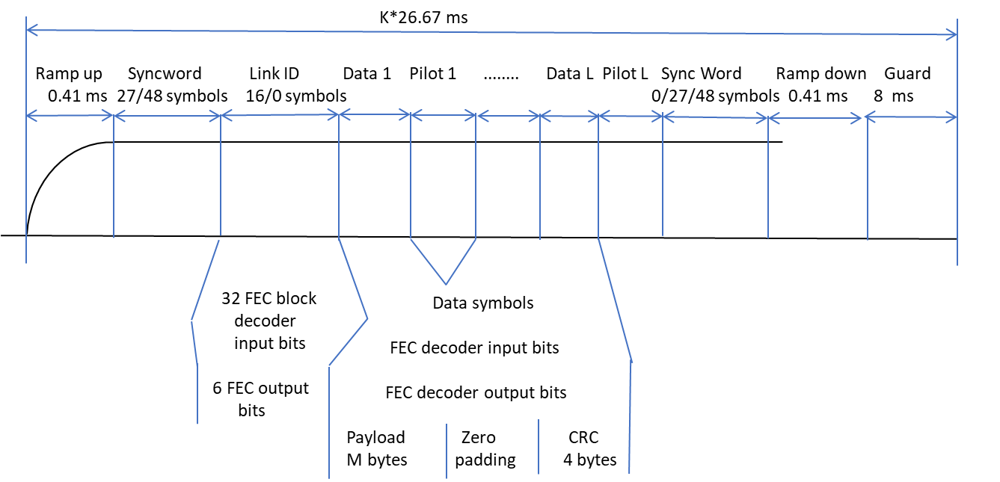 K*26.67 ms
Ramp up Syncword Link ID Data 1 Pilot 1 ........ Data L Pilot L Sync Word Ramp down Guard
0.41 ms 27/48 symbols 16/0 symbols 0/27/48 symbols 0.41 ms 8 ms
32 FEC block
decoder
input bits
6 FEC output
bits
Data symbols
FEC decoder input bits
FEC decoder output bits
Payload Zero CRC
M bytes padding 4 bytes